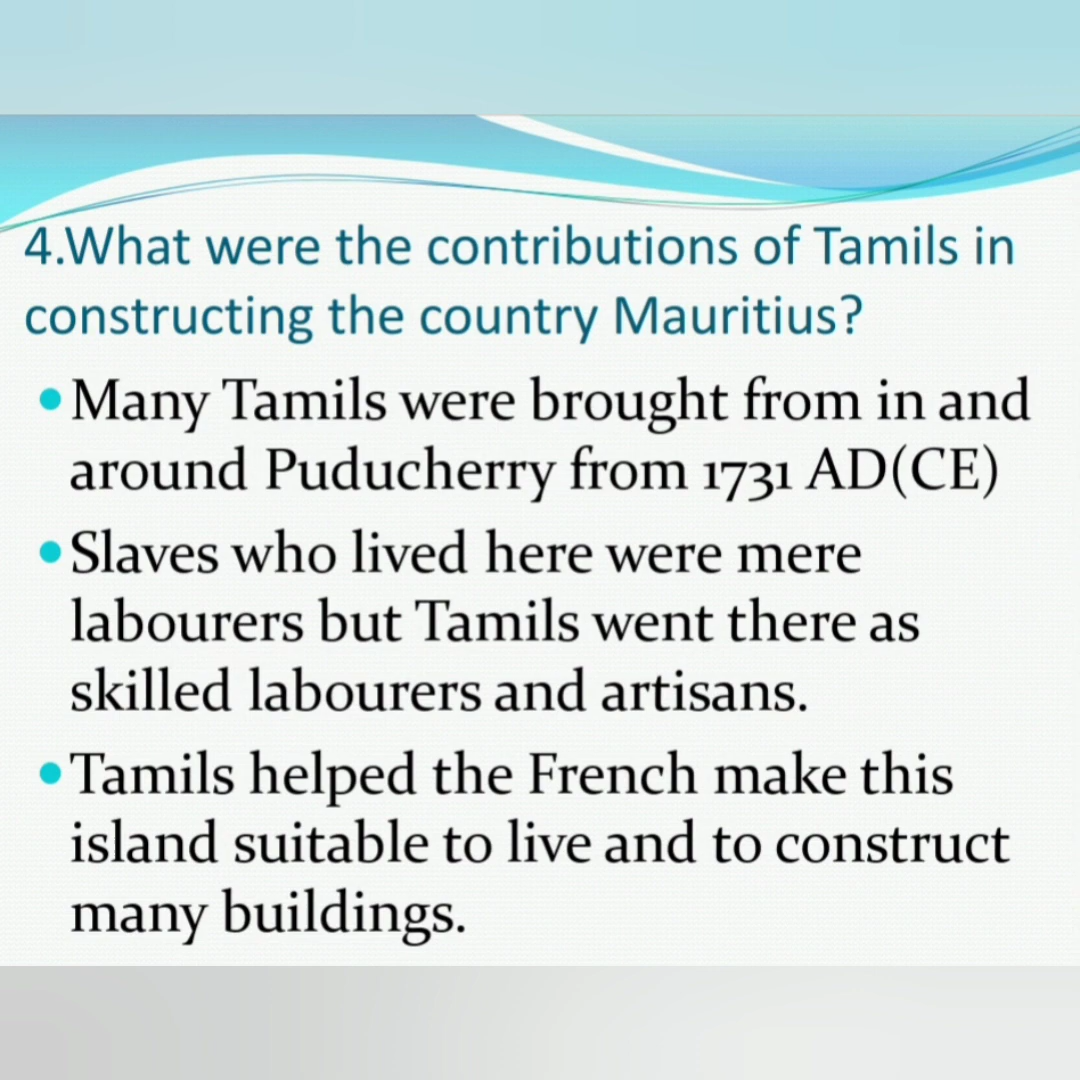 4.What were the contributions of Tamils in
constructing the country Mauritius?
• Many Tamils were brought from in and
around Puducherry from 1731 AD(CE)
• Slaves who lived here were mere
labourers but Tamils went there as
skilled labourers and artisans.
• Tamils helped the French make this
island suitable to live and to construct
many buildings.